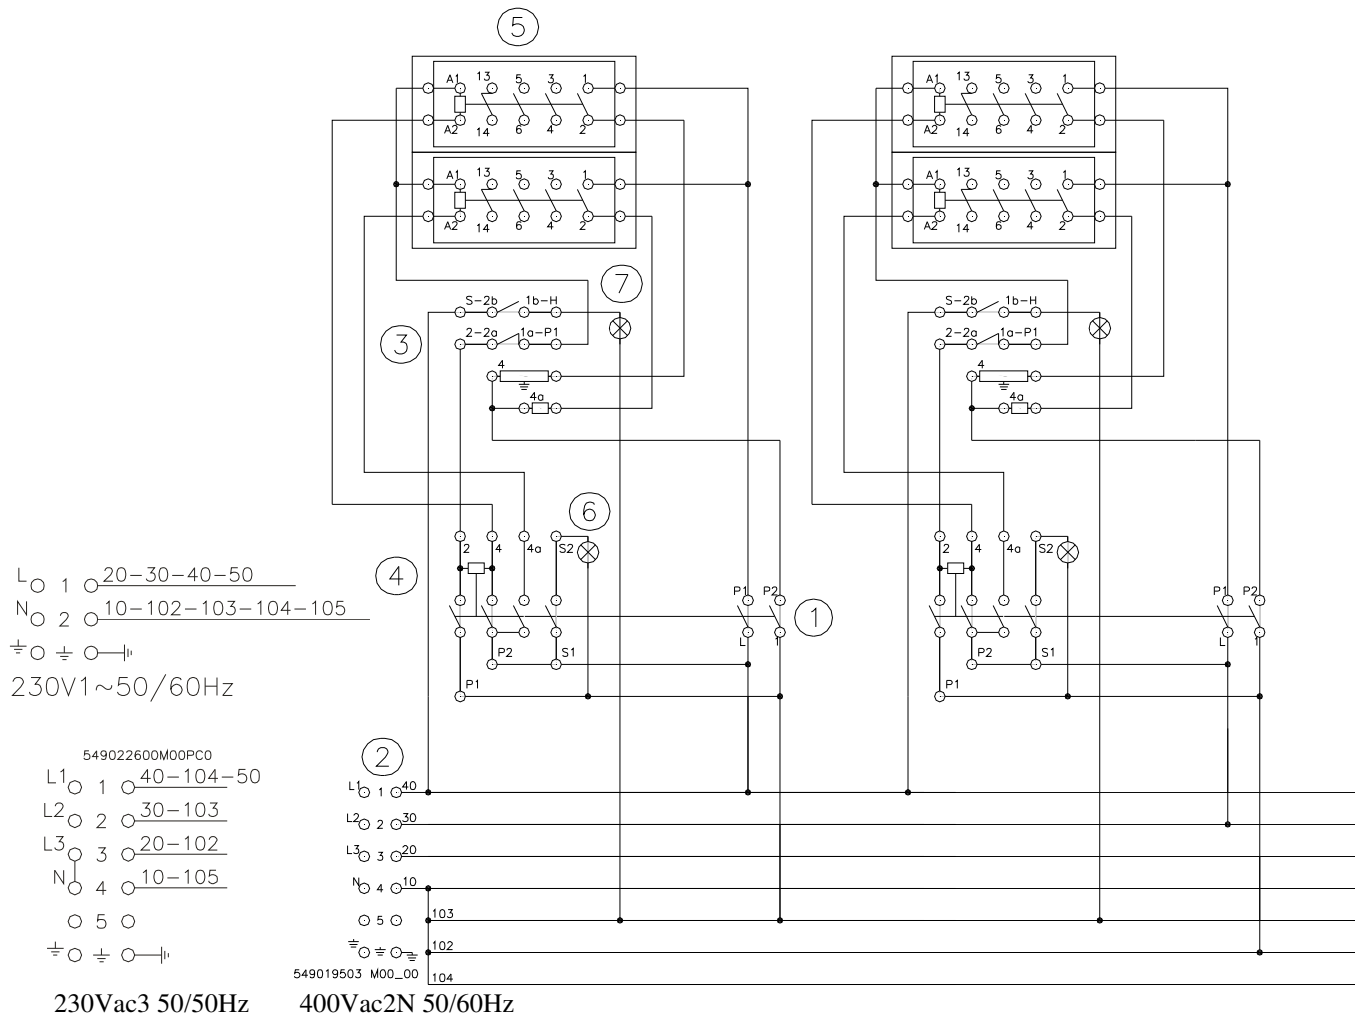 5
A1 13 5 3 1
A2 14 6 4 2
A1 13 5 3 1
A2 14 6 4 2
A1 13 5 3 1
A2 14 6 4 2
A1 13 5 3 1
A2 14 6 4 2
7
S-2b 1b-H
3
2-2a 1a-P1
4
4a
S-2b 1b-H
2-2a 1a-P1
4
4a
6
2 4 4a S2
4
P1 P2
1
L 1
P2 S1
P1
2 4 4a S2
P1 P2
L 1
P2 S1
P1
L 1 20-30-40-50
N 2 10-102-103-104-105
230V1~50/60Hz
549022600M00PC0
L1 1 40-104-50
L2 2 30-103
L3 3 20-102
N 4 10-105
5
230Vac3 50/50Hz
2
L1 1 40
L2 2 30
L3 3 20
N 4 10
5 103
102
549019503 M00_00 104
400Vac2N 50/60Hz